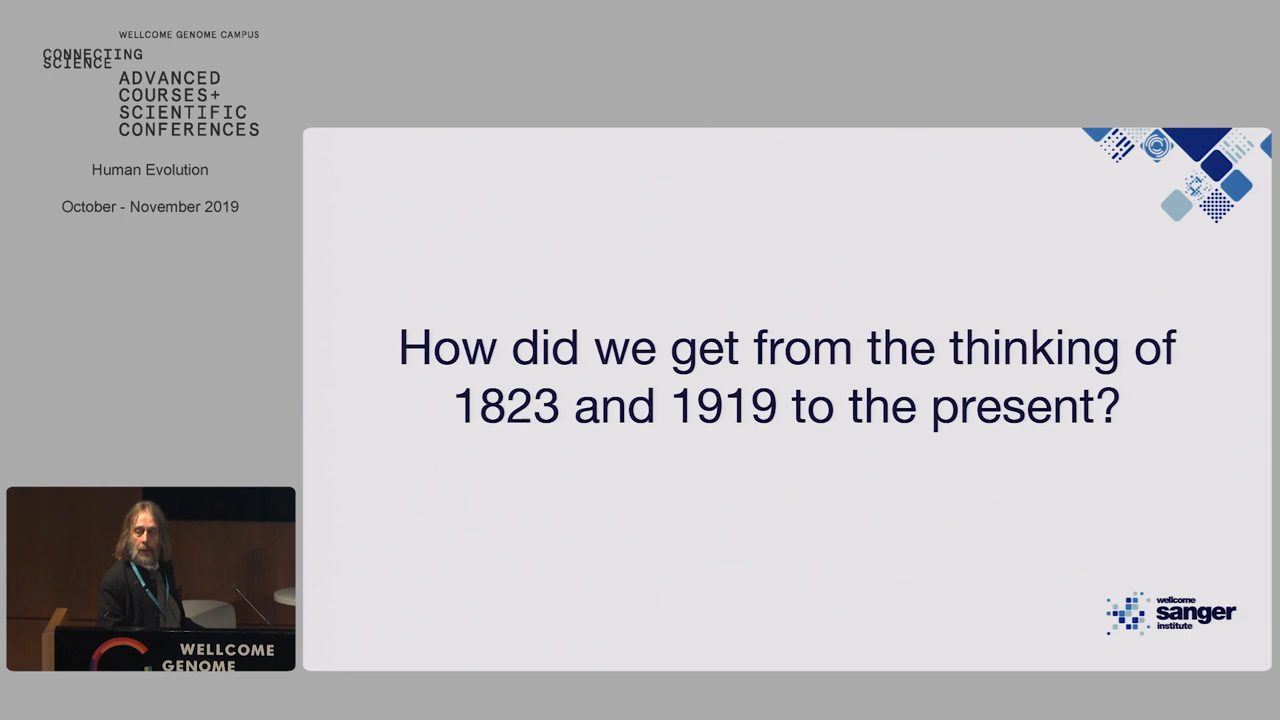 WELLCOME GENOME CAMPUS
CONNECTING
SCIENCE
ADVANCED
COURSES+
SCIENTIFIC
CONFERENCES
Human Evolution
October - November 2019
How did we get from the thinking of
1823 and 1919 to the present?
wellcome
sanger
institute
WELLCOME
GENOME